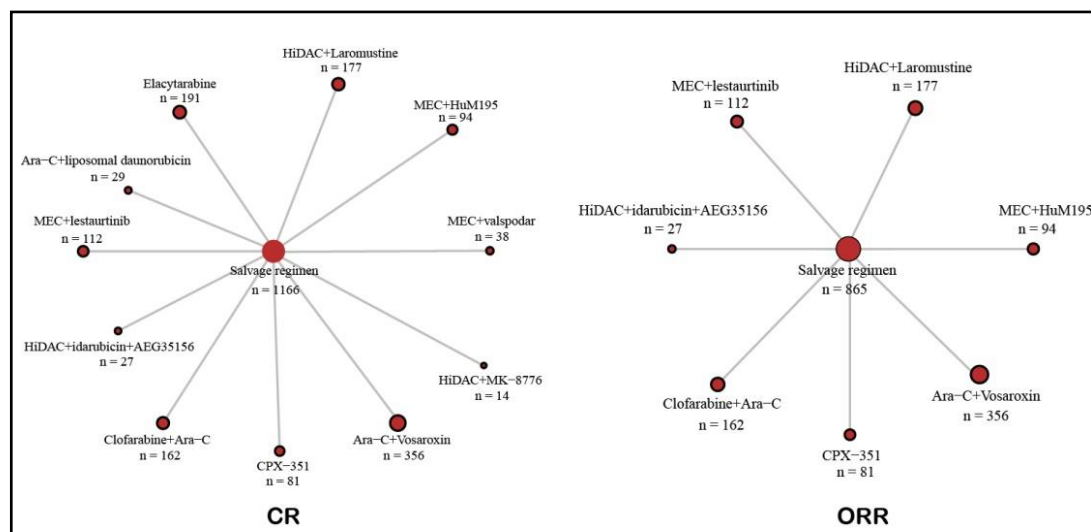 HiDAC+Laromustine
n = 177
Elacytarabine
n = 191
MEC+HuM195
n = 94
Ara−C+liposomal daunorubicin
n = 29
MEC+lestaurtinib
n = 112
MEC+valspodar
n = 38
Salvage regimen
n = 1166
HiDAC+idarubicin+AEG35156
n = 27
HiDAC+MK−8776
n = 14
Clofarabine+Ara−C
n = 162
Ara−C+Vosaroxin
n = 356
CPX−351
n = 81
CR
HiDAC+Laromustine
n = 177
MEC+lestaurtinib
n = 112
HiDAC+idarubicin+AEG35156
n = 27
MEC+HuM195
n = 94
Salvage regimen
n = 865
Clofarabine+Ara−C
n = 162
Ara−C+Vosaroxin
n = 356
CPX−351
n = 81
ORR